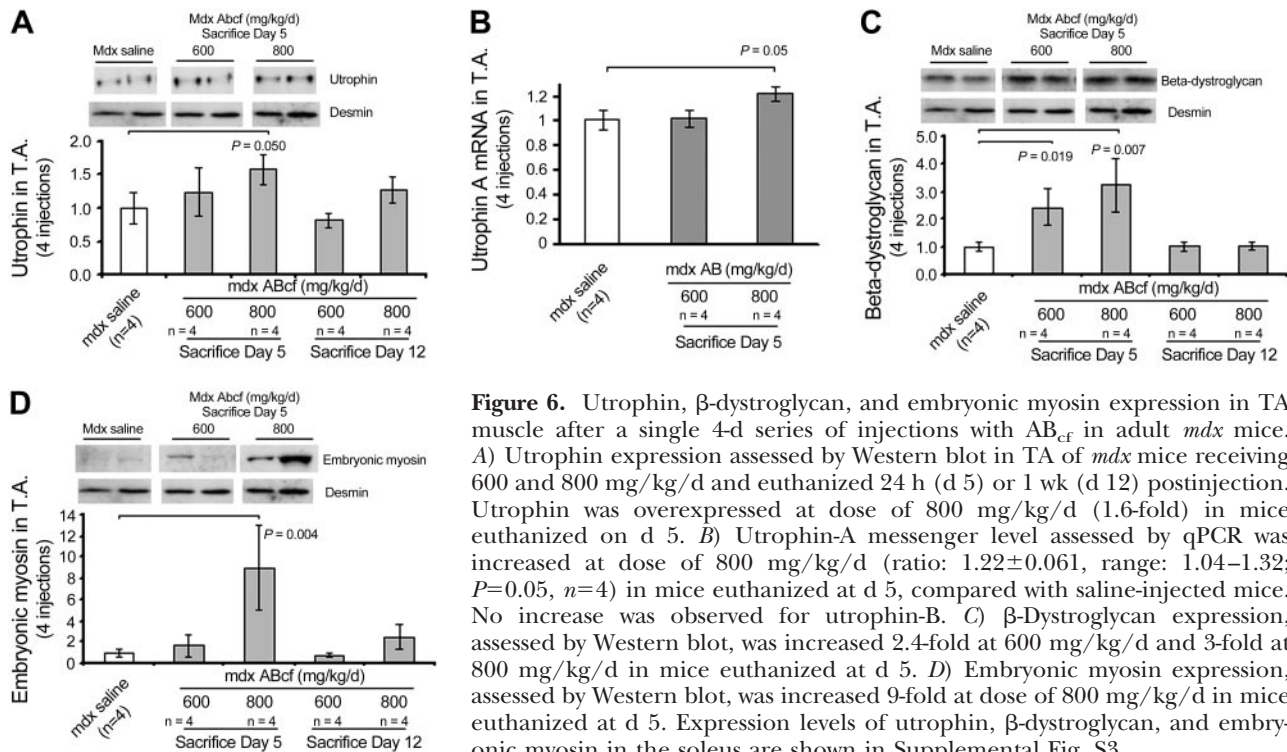 A
Mdx Abcf (mg/kg/d)
Sacrifice Day 5
Mdx saline 600 800
Utrophin
Desmin
Utrophin in T.A.
(4 injections)
2.0
1.5
1.0
0.5
0.0
P = 0.050
mdx saline
(n=4)
mdx ABcf (mg/kg/d)
600 800 600 800
n = 4 n = 4 n = 4 n = 4
Sacrifice Day 5 Sacrifice Day 12
B
P = 0.05
Utrophin A mRNA in T.A.
(4 injections)
1.2
1
0.8
0.6
0.4
0.2
0
mdx saline
(n=4)
mdx AB (mg/kg/d)
600 800
n = 4 n = 4
Sacrifice Day 5
C
Mdx Abcf (mg/kg/d)
Sacrifice Day 5
Mdx saline 600 800
Beta-dystroglycan
Desmin
Beta-dystroglycan in T.A.
(4 injections)
5.0
4.0
3.0
2.0
1.0
0.0
P = 0.019
P = 0.007
mdx saline
(n=4)
mdx ABcf (mg/kg/d)
600 800 600 800
n = 4 n = 4 n = 4 n = 4
Sacrifice Day 5 Sacrifice Day 12
D
Mdx Abcf (mg/kg/d)
Sacrifice Day 5
Mdx saline 600 800
Embryonic myosin
Desmin
Embryonic myosin in T.A.
(4 injections)
14
12
10
8
6
4
2
0
P = 0.004
mdx saline
(n=4)
mdx ABcf (mg/kg/d)
600 800 600 800
n = 4 n = 4 n = 4 n = 4
Sacrifice Day 5 Sacrifice Day 12
Figure 6. Utrophin, β-dystroglycan, and embryonic myosin expression in TA
muscle after a single 4-d series of injections with ABcf in adult mdx mice.
A) Utrophin expression assessed by Western blot in TA of mdx mice receiving
600 and 800 mg/kg/d and euthanized 24 h (d 5) or 1 wk (d 12) postinjection.
Utrophin was overexpressed at dose of 800 mg/kg/d (1.6-fold) in mice
euthanized on d 5. B) Utrophin-A messenger level assessed by qPCR was
increased at dose of 800 mg/kg/d (ratio: 1.22±0.061, range: 1.04–1.32;
P=0.05, n=4) in mice euthanized at d 5, compared with saline-injected mice.
No increase was observed for utrophin-B. C) β-Dystroglycan expression,
assessed by Western blot, was increased 2.4-fold at 600 mg/kg/d and 3-fold at
800 mg/kg/d in mice euthanized at d 5. D) Embryonic myosin expression,
assessed by Western blot, was increased 9-fold at dose of 800 mg/kg/d in mice
euthanized at d 5. Expression levels of utrophin, β-dystroglycan, and embry-
onic myosin in the soleus are shown in Supplemental Fig. S3.